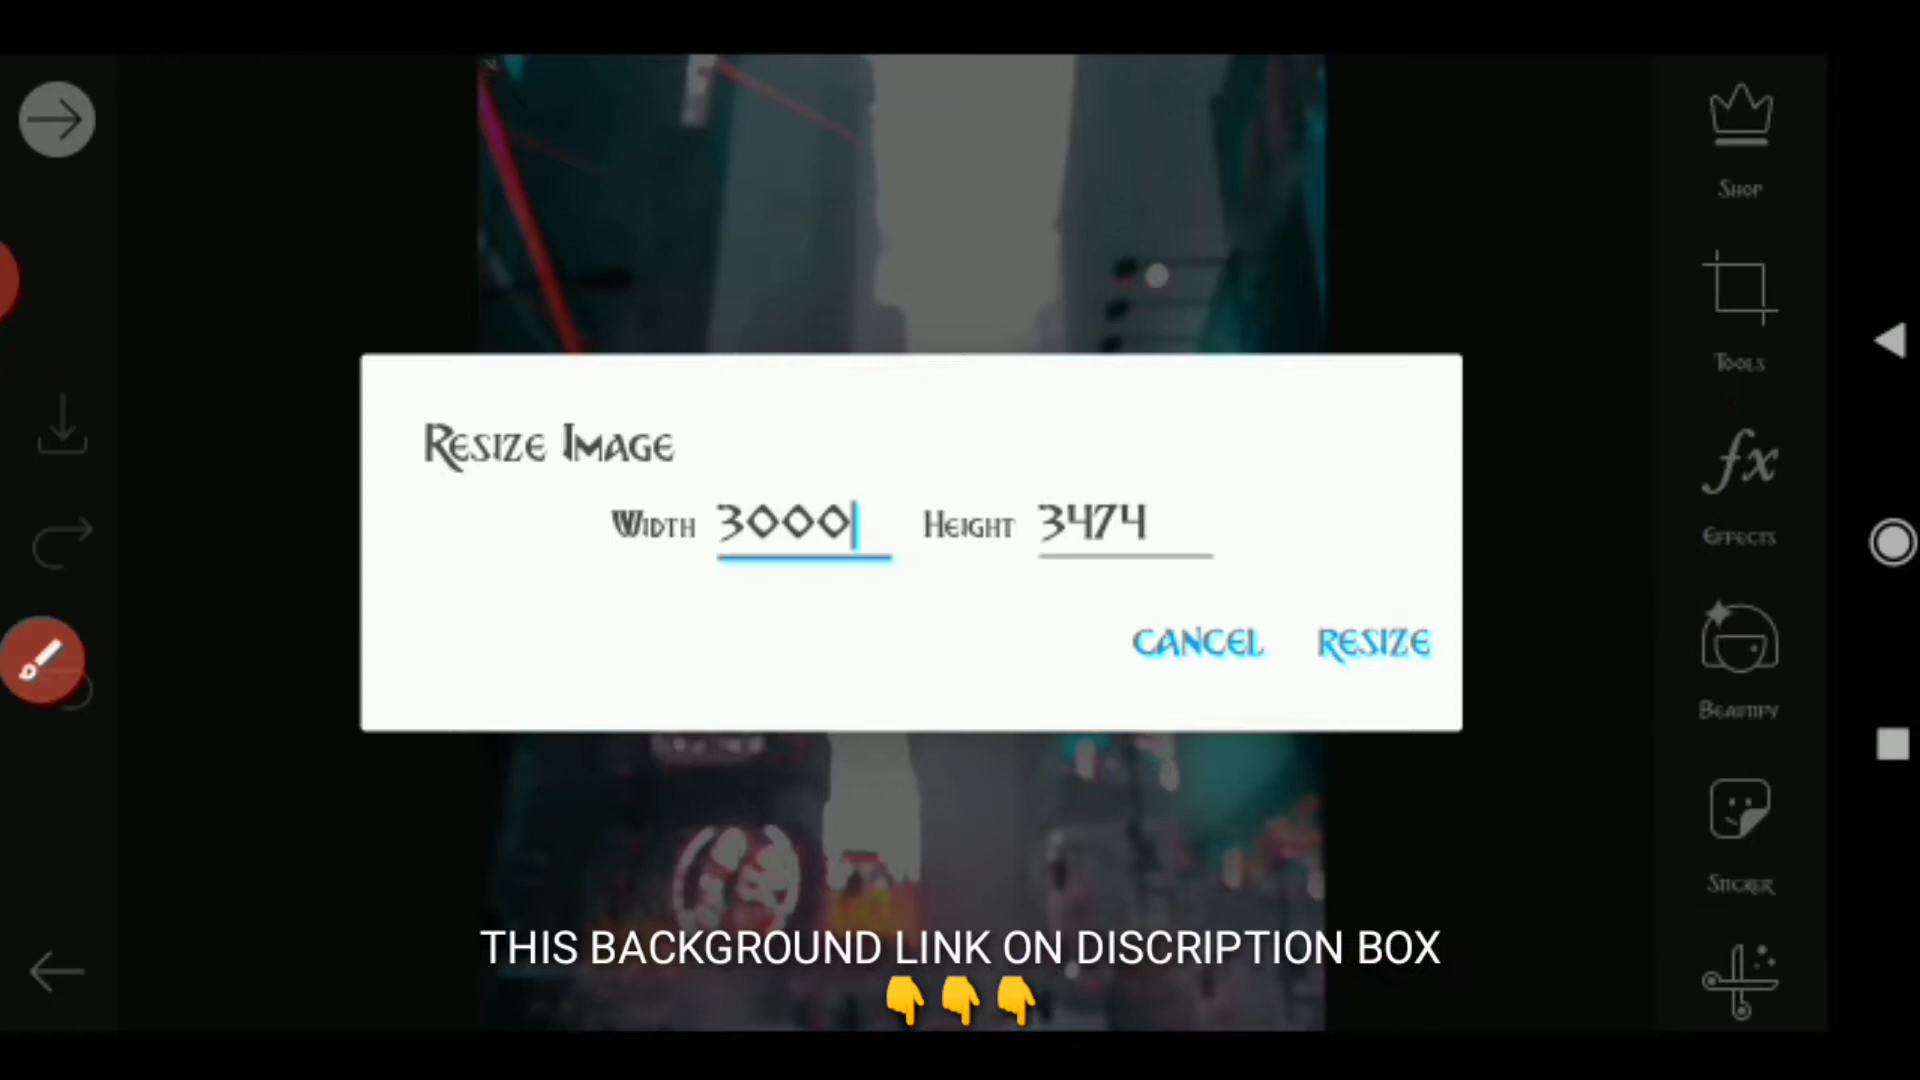 Resize Image
Width 3000 Height 3474
CANCEL RESIZE
Shop
Tools
fx
Effects
Beautify
Sticker
THIS BACKGROUND LINK ON DISCRIPTION BOX
👇👇👇